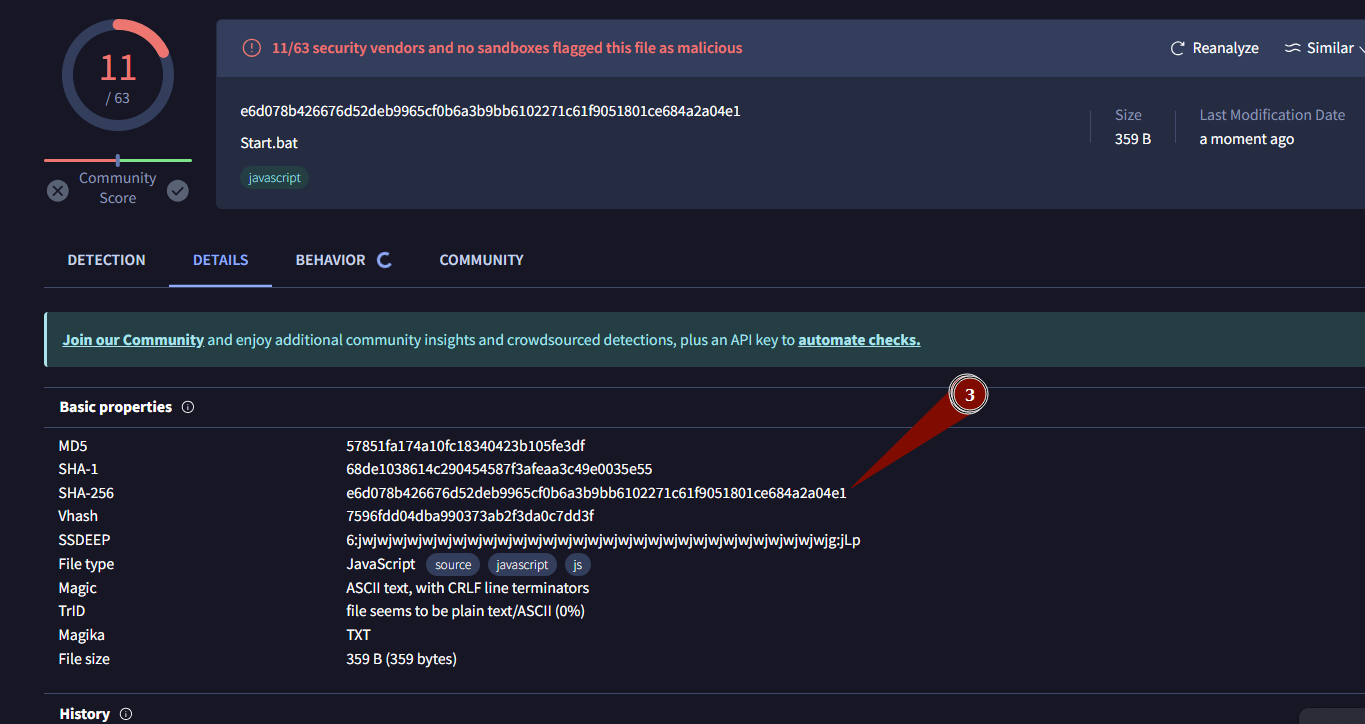 11
/ 63
Community
Score
11/63 security vendors and no sandboxes flagged this file as malicious
Reanalyze
Similar
e6d078b426676d52deb9965cf0b6a3b9bb6102271c61f9051801ce684a2a04e1
Start.bat
javascript
Size
359 B
Last Modification Date
a moment ago
DETECTION DETAILS BEHAVIOR COMMUNITY
Join our Community and enjoy additional community insights and crowdsourced detections, plus an API key to automate checks.
3
Basic properties
MD5 57851fa174a10fc18340423b105fe3df
SHA-1 68de1038614c290454587f3afeaa3c49e0035e55
SHA-256 e6d078b426676d52deb9965cf0b6a3b9bb6102271c61f9051801ce684a2a04e1
Vhash 7596fdd04dba990373ab2f3da0c7dd3f
SSDEEP 6:jwjwjwjwjwjwjwjwjwjwjwjwjwjwjwjwjwjwjwjwjwjwjwjwjwjwjwjwjwjwjwjg:jLp
File type JavaScript source javascript js
Magic ASCII text, with CRLF line terminators
TrID file seems to be plain text/ASCII (0%)
Magika TXT
File size 359 B (359 bytes)
History